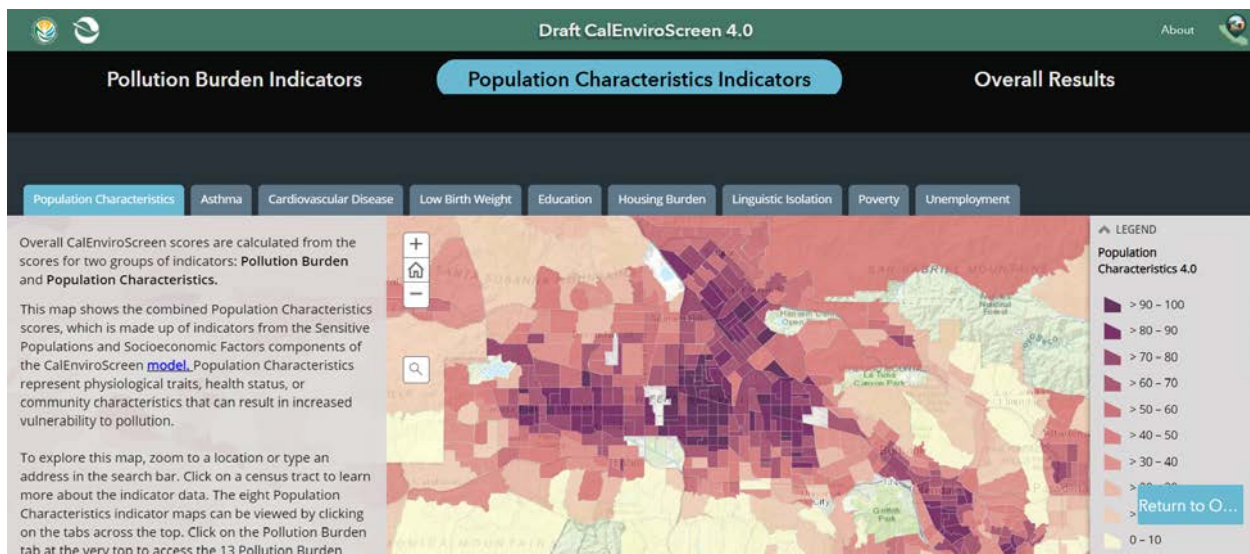 Draft CalEnviroScreen 4.0
About
Pollution Burden Indicators
Population Characteristics Indicators
Overall Results
Population Characteristics
Asthma
Cardiovascular Disease
Low Birth Weight
Education
Housing Burden
Linguistic Isolation
Poverty
Unemployment
Overall CalEnviroScreen scores are calculated from the
scores for two groups of indicators: Pollution Burden
and Population Characteristics.
This map shows the combined Population Characteristics
scores, which is made up of indicators from the Sensitive
Populations and Socioeconomic Factors components of
the CalEnviroScreen model. Population Characteristics
represent physiological traits, health status, or
community characteristics that can result in increased
vulnerability to pollution.
To explore this map, zoom to a location or type an
address in the search bar. Click on a census tract to learn
more about the indicator data. The eight Population
Characteristics indicator maps can be viewed by clicking
on the tabs across the top. Click on the Pollution Burden
tab at the very top to access the 13 Pollution Burden
+
−
Griffith
Park
City
LEGEND
Population
Characteristics 4.0
> 90 – 100
> 80 – 90
> 70 – 80
> 60 – 70
> 50 – 60
> 40 – 50
> 30 – 40
Return to O...
0 – 10